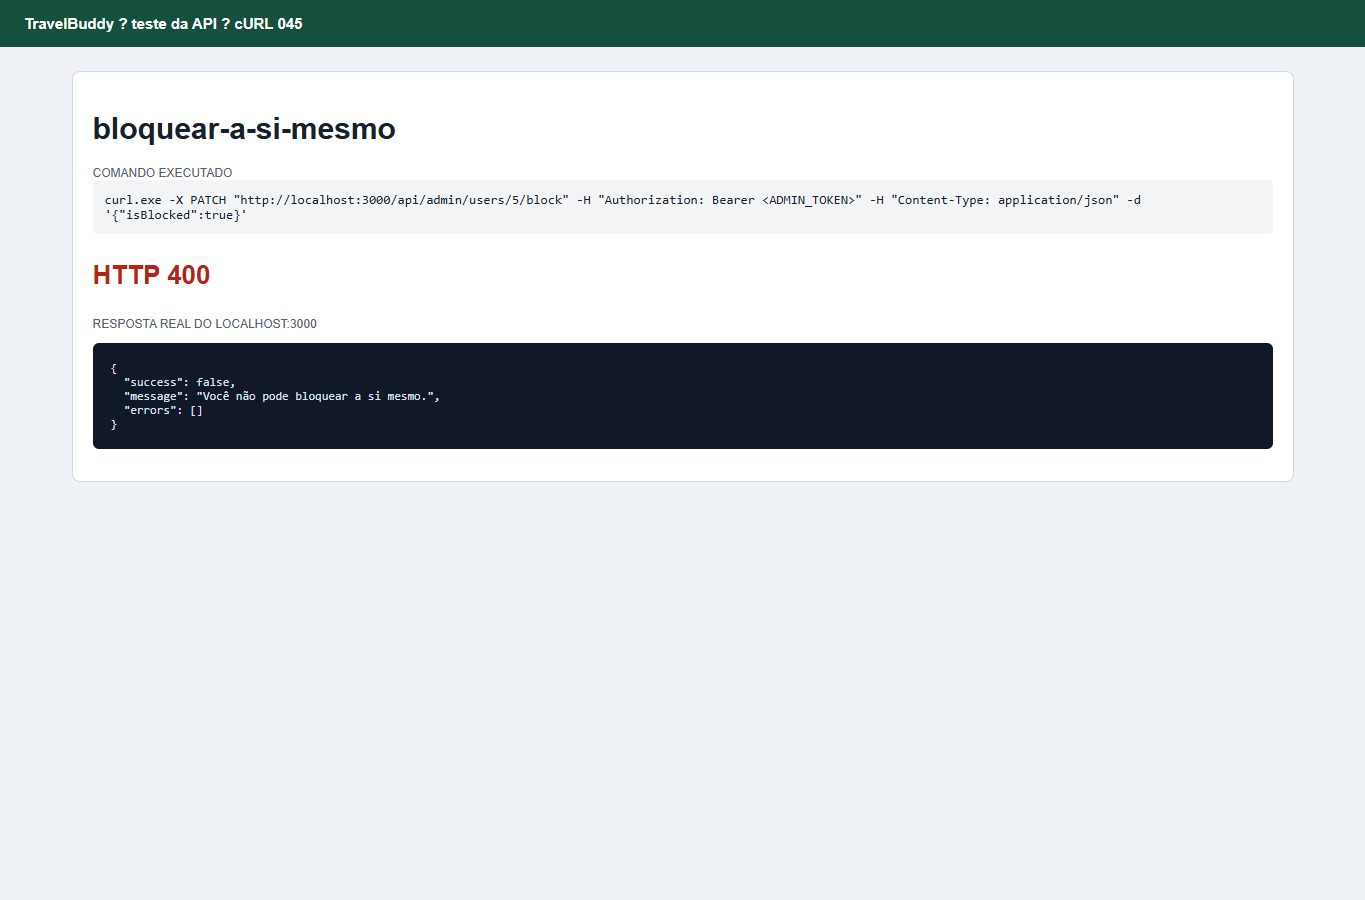 TravelBuddy ? teste da API ? cURL 045
bloquear-a-si-mesmo
COMANDO EXECUTADO
curl.exe -X PATCH "http://localhost:3000/api/admin/users/5/block" -H "Authorization: Bearer <ADMIN_TOKEN>" -H "Content-Type: application/json" -d
'{"isBlocked":true}'
HTTP 400
RESPOSTA REAL DO LOCALHOST:3000
{
  "success": false,
  "message": "Você não pode bloquear a si mesmo.",
  "errors": []
}